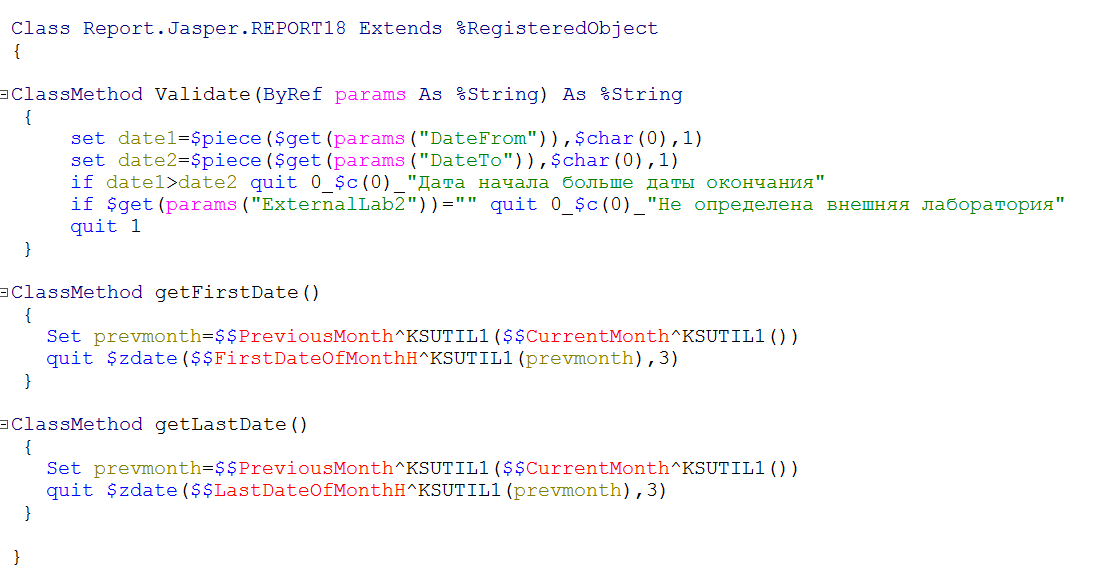 Class Report.Jasper.REPORT18 Extends %RegisteredObject
{
ClassMethod Validate(ByRef params As %String) As %String
{
set date1=$piece($get(params("DateFrom")),$char(0),1)
set date2=$piece($get(params("DateTo")),$char(0),1)
if date1>date2 quit 0_$c(0)_"Дата начала больше даты окончания"
if $get(params("ExternalLab2"))="" quit 0_$c(0)_"Не определена внешняя лаборатория"
quit 1
}
ClassMethod getFirstDate()
{
Set prevmonth=$$PreviousMonth^KSUTIL1($$CurrentMonth^KSUTIL1())
quit $zdate($$FirstDateOfMonthH^KSUTIL1(prevmonth),3)
}
ClassMethod getLastDate()
{
Set prevmonth=$$PreviousMonth^KSUTIL1($$CurrentMonth^KSUTIL1())
quit $zdate($$LastDateOfMonthH^KSUTIL1(prevmonth),3)
}
}